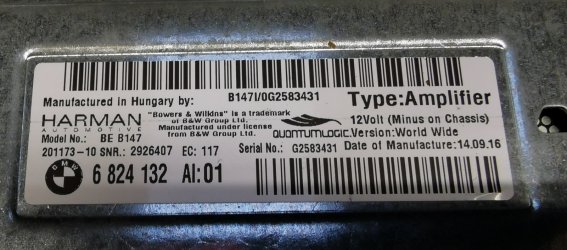 B147I/0G2583431
Manufactured in Hungary by:
Type:Amplifier
HARMAN
AUTOMOTIVE
"Bowers & Wilkins" is a trademark
of B&W Group Ltd.
Manufactured under license
from B&W Group Ltd.
QUANTUMLOGIC
12Volt (Minus on Chassis)
Version:World Wide
Model No.: BE B147
201173-10 SNR.: 2926407 EC: 117
Serial No.: G2583431
Date of Manufacture:14.09.16
BMW
6 824 132 AI:01